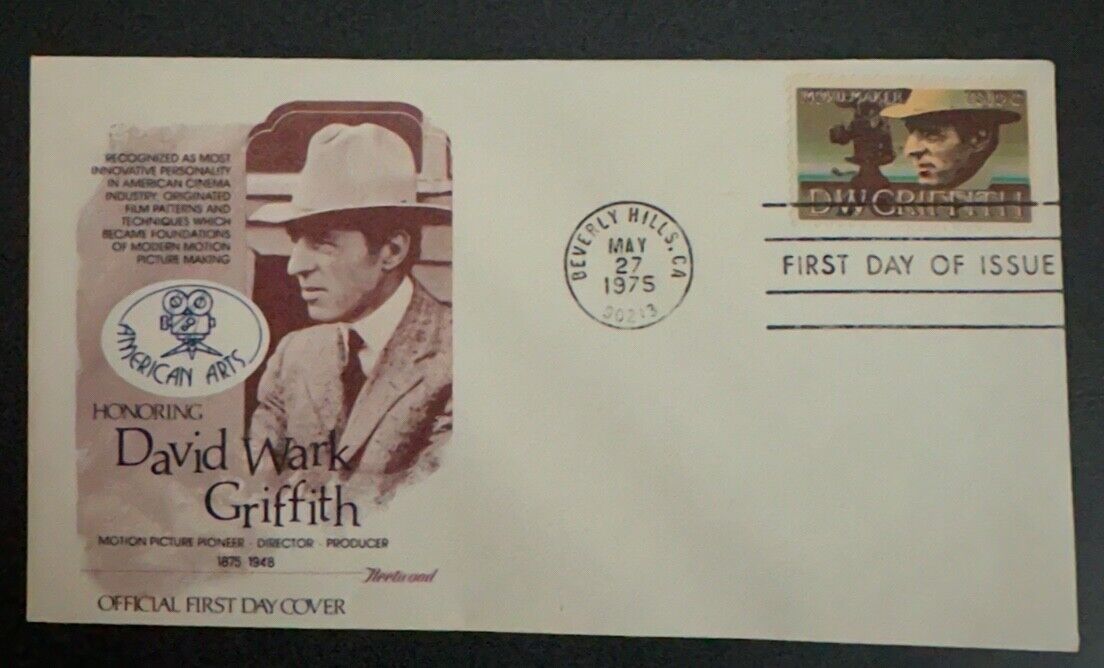 RECOGNIZED AS MOST
INNOVATIVE PERSONALITY
IN AMERICAN CINEMA
INDUSTRY. ORIGINATED
FILM PATTERNS AND
TECHNIQUES WHICH
BECAME FOUNDATIONS
OF MODERN MOTION
PICTURE MAKING
AMERICAN ARTS
HONORING
David Wark
Griffith
MOTION PICTURE PIONEER · DIRECTOR · PRODUCER
1875 1948
Fleetwood
OFFICIAL FIRST DAY COVER
BEVERLY HILLS, CA
MAY
27
1975
90213
MOVIE MAKER US 10c
D.W. GRIFFITH
FIRST DAY OF ISSUE